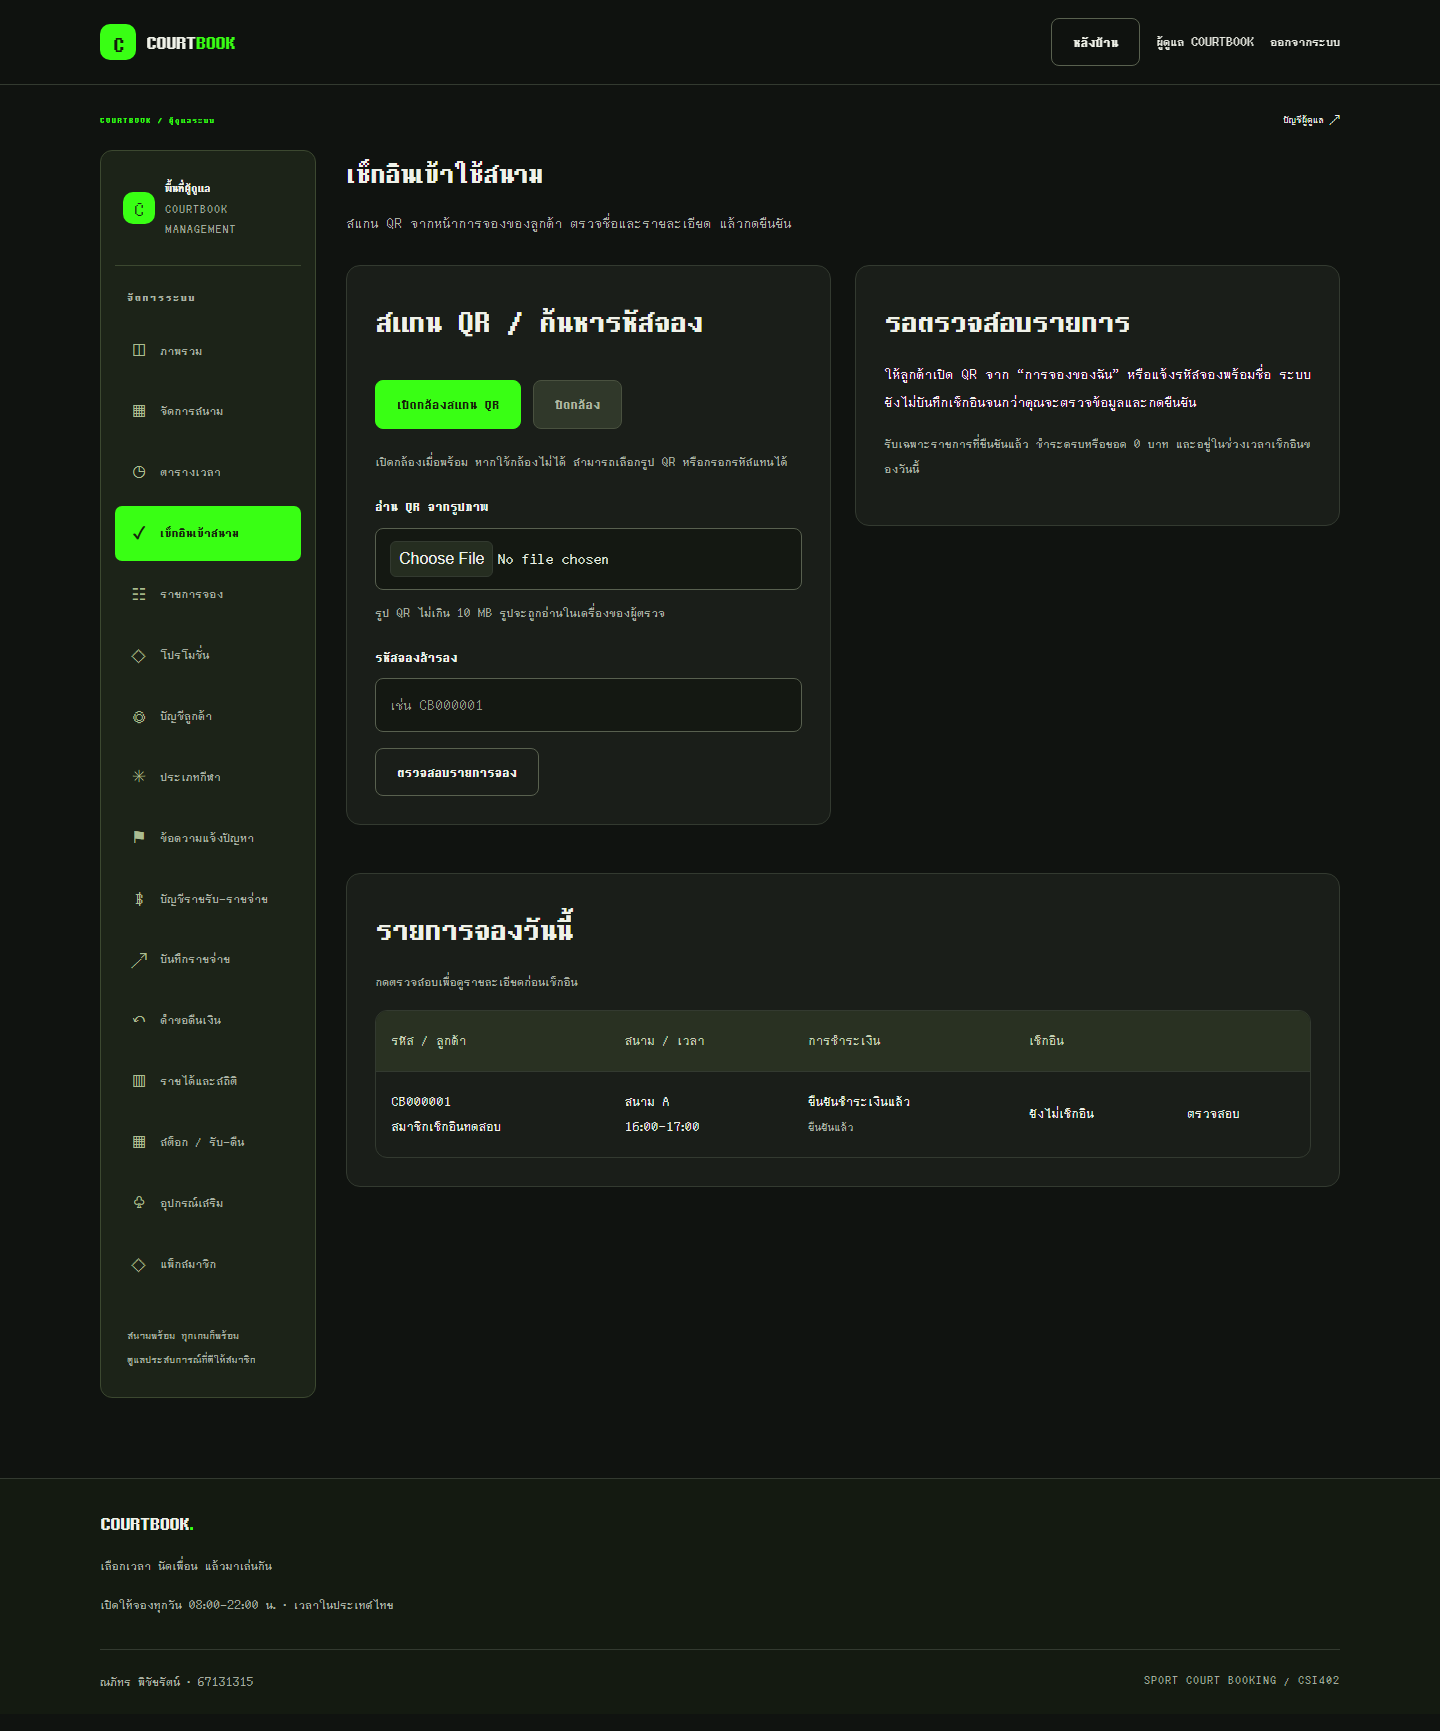 C COURTBOOK
หลังบ้าน
ผู้ดูแล COURTBOOK
ออกจากระบบ
COURTBOOK / ผู้ดูแลระบบ
บัญชีผู้ดูแล ↗
C
พื้นที่ผู้ดูแล
COURTBOOK
MANAGEMENT
จัดการระบบ
ภาพรวม
จัดการสนาม
ตารางเวลา
เช็กอินเข้าสนาม
รายการจอง
โปรโมชั่น
บัญชีลูกค้า
ประเภทกีฬา
ข้อความแจ้งปัญหา
บัญชีรายรับ-รายจ่าย
บันทึกรายจ่าย
คำขอคืนเงิน
รายได้และสถิติ
สต็อก / รับ-คืน
อุปกรณ์เสริม
แพ็กสมาชิก
สนามพร้อม ทุกเกมก็พร้อม
ดูแลประสบการณ์ที่ดีให้สมาชิก
เช็กอินเข้าใช้สนาม
สแกน QR จากหน้าการจองของลูกค้า ตรวจชื่อและรายละเอียด แล้วกดยืนยัน
สแกน QR / ค้นหารหัสจอง
เปิดกล้องสแกน QR
ปิดกล้อง
เปิดกล้องเมื่อพร้อม หากใช้กล้องไม่ได้ สามารถเลือกรูป QR หรือกรอกรหัสแทนได้
อ่าน QR จากรูปภาพ
Choose File No file chosen
รูป QR ไม่เกิน 10 MB รูปจะถูกอ่านในเครื่องของผู้ตรวจ
รหัสจองสำรอง
เช่น CB000001
ตรวจสอบรายการจอง
รอตรวจสอบรายการ
ให้ลูกค้าเปิด QR จาก “การจองของฉัน” หรือแจ้งรหัสจองพร้อมชื่อ ระบบ
ยังไม่บันทึกเช็กอินจนกว่าคุณจะตรวจข้อมูลและกดยืนยัน
รับเฉพาะรายการที่ยืนยันแล้ว ชำระครบหรือยอด 0 บาท และอยู่ในช่วงเวลาเช็กอินข
องวันนี้
รายการจองวันนี้
กดตรวจสอบเพื่อดูรายละเอียดก่อนเช็กอิน
รหัส / ลูกค้า
สนาม / เวลา
การชำระเงิน
เช็กอิน
CB000001
สมาชิกเช็กอินทดสอบ
สนาม A
16:00-17:00
ยืนยันชำระเงินแล้ว
ยืนยันแล้ว
ยังไม่เช็กอิน
ตรวจสอบ
COURTBOOK.
เลือกเวลา นัดเพื่อน แล้วมาเล่นกัน
เปิดให้จองทุกวัน 08:00-22:00 น. · เวลาในประเทศไทย
ณภัทร พิชัยรัตน์ · 67131315
SPORT COURT BOOKING / CSI402